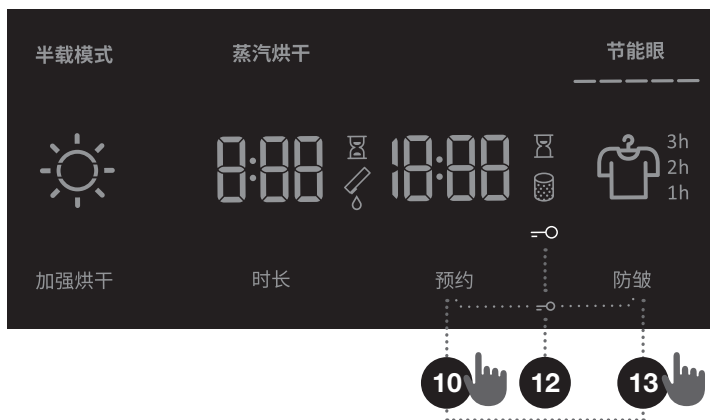 半载模式 蒸汽烘干 节能眼
8:88 18:88 3h
2h
1h
加强烘干 时长 预约 防皱
10 12 13